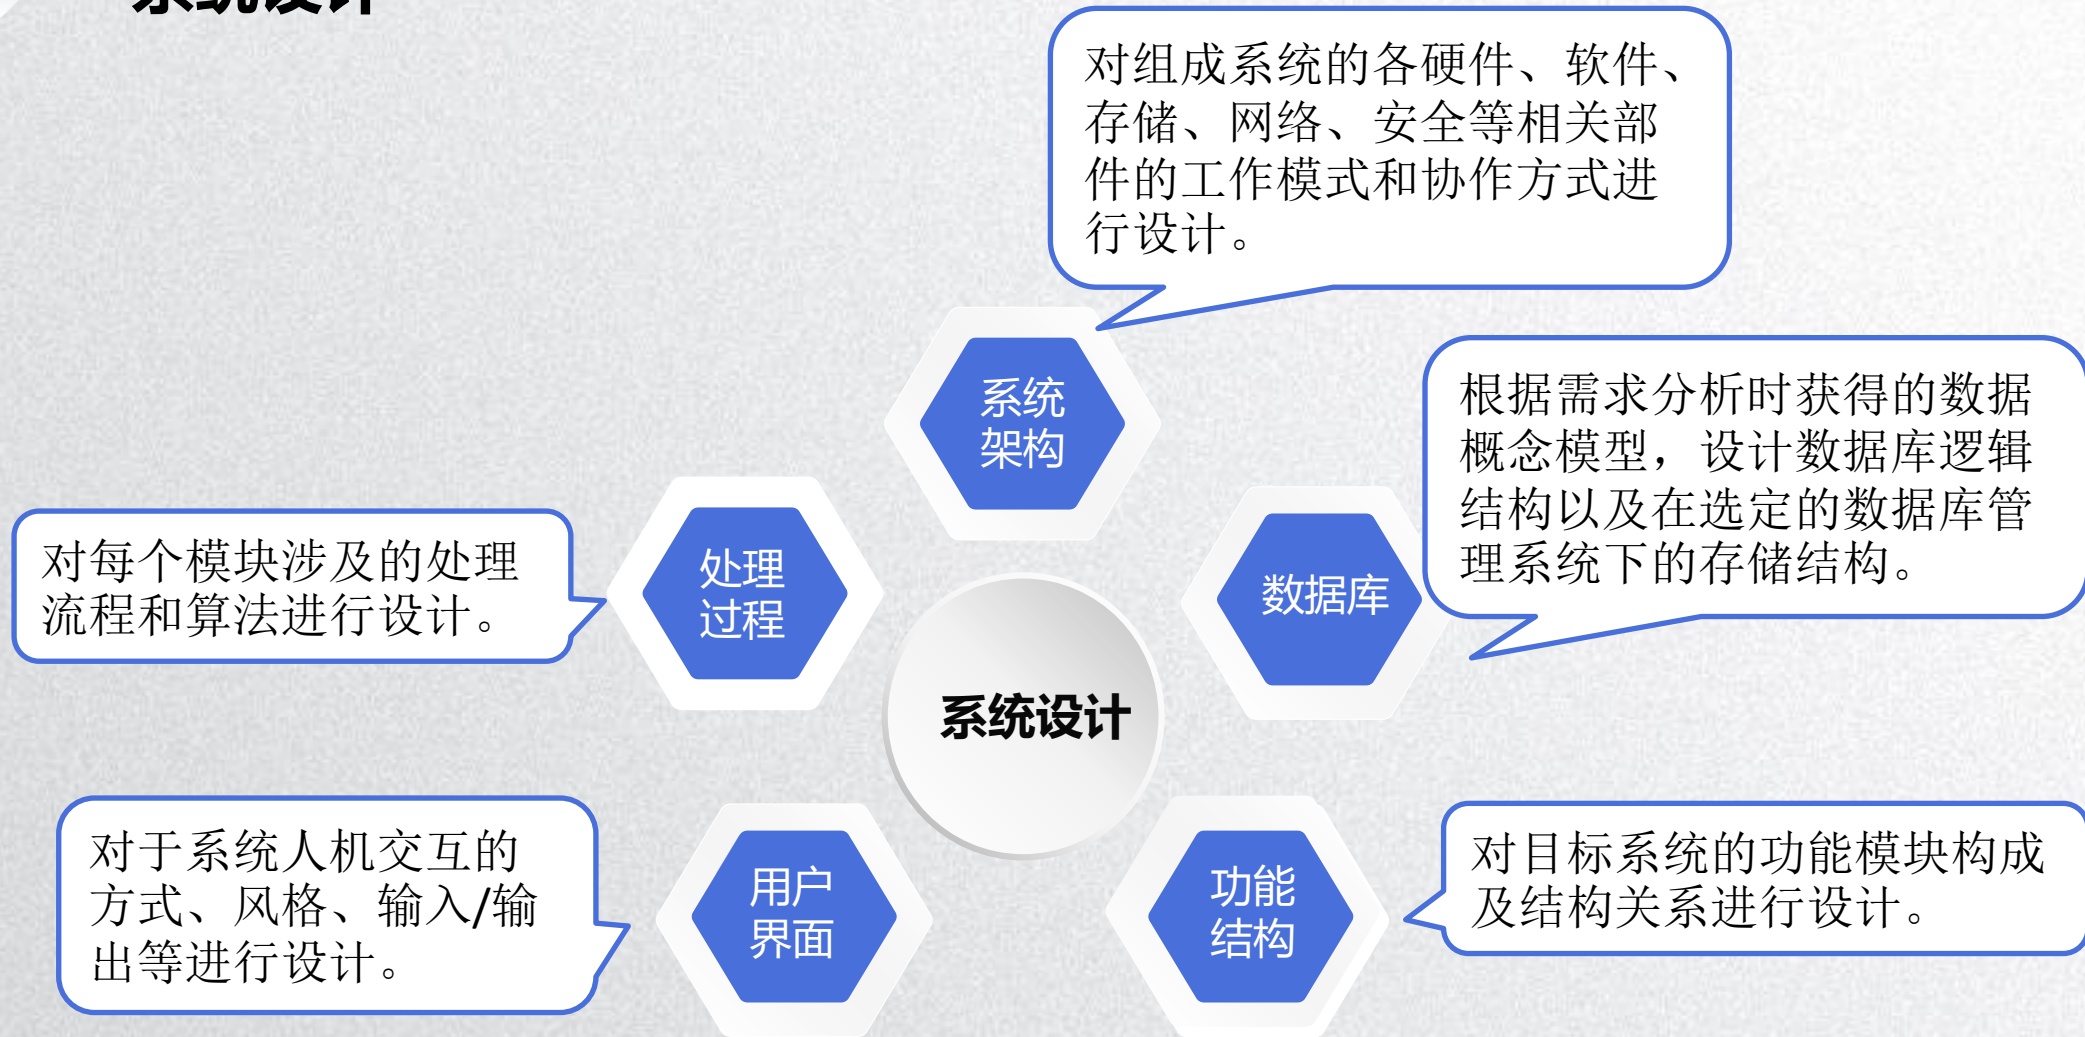 系统设计
对组成系统的各硬件、软件、
存储、网络、安全等相关部
件的工作模式和协作方式进
行设计。
系统
架构
根据需求分析时获得的数据
概念模型，设计数据库逻辑
结构以及在选定的数据库管
理系统下的存储结构。
数据库
对每个模块涉及的处理
流程和算法进行设计。
处理
过程
系统设计
对于系统人机交互的
方式、风格、输入/输
出等进行设计。
用户
界面
功能
结构
对目标系统的功能模块构成
及结构关系进行设计。